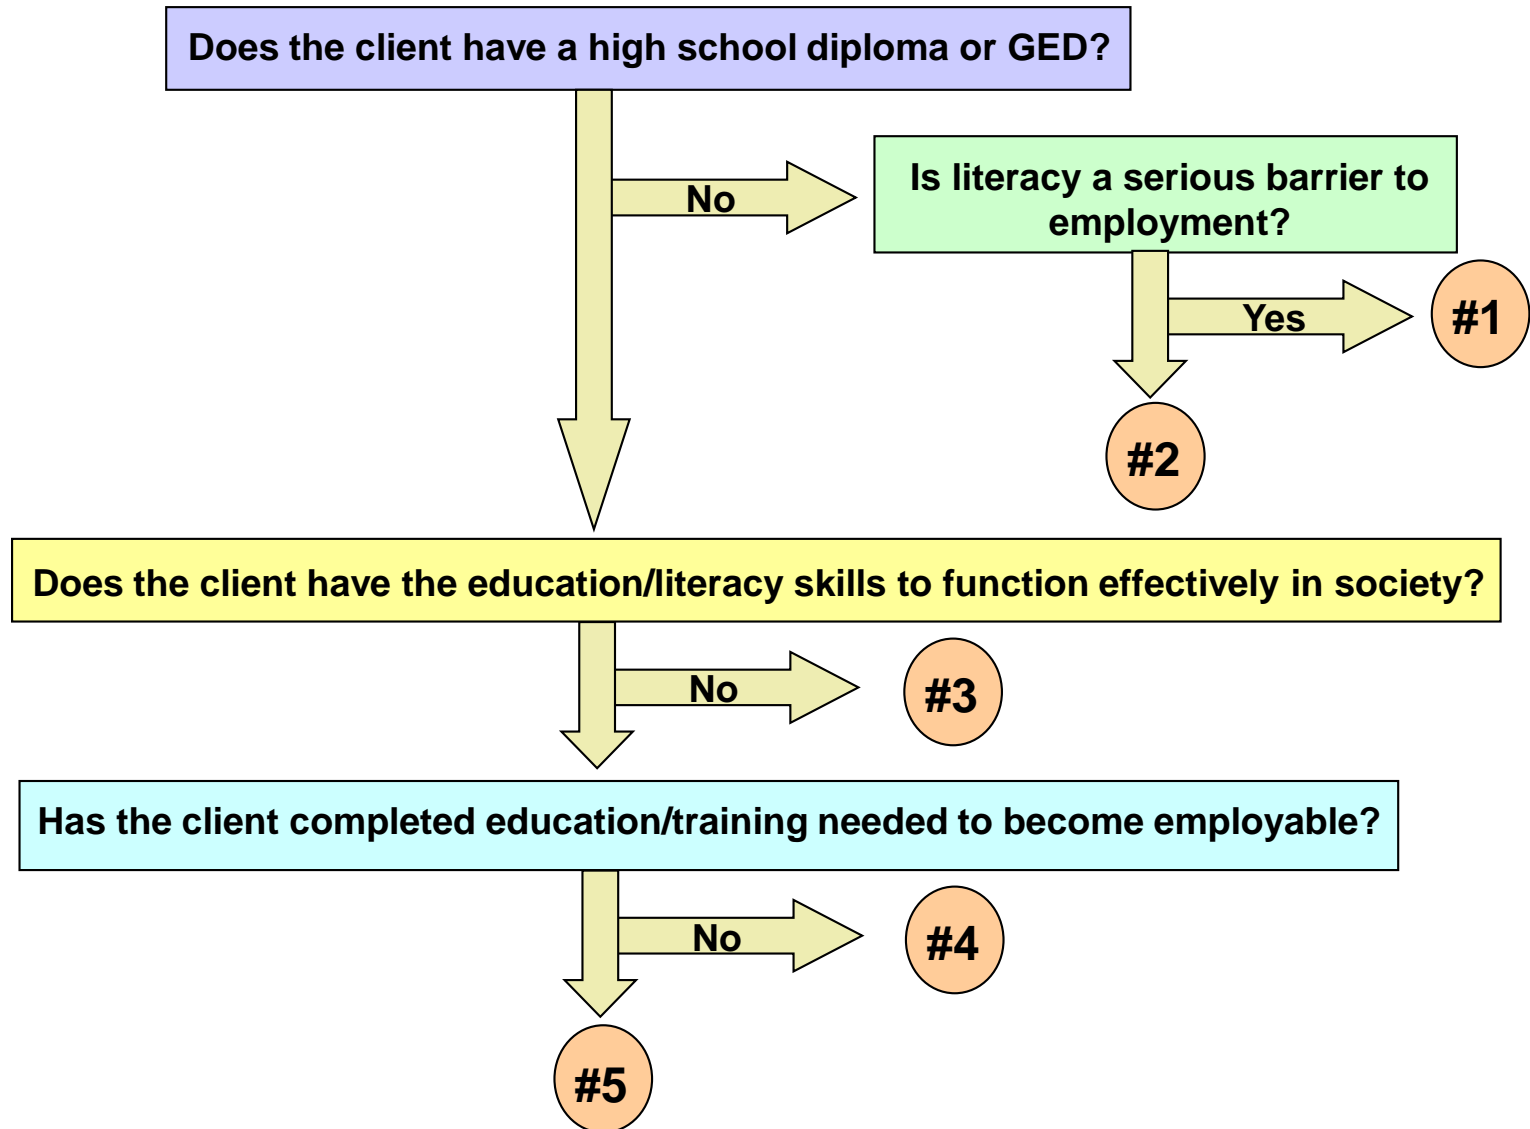 Does the client have a high school diploma or GED?
No
Is literacy a serious barrier to
employment?
Yes
#1
#2
Does the client have the education/literacy skills to function effectively in society?
No
#3
Has the client completed education/training needed to become employable?
No
#4
#5